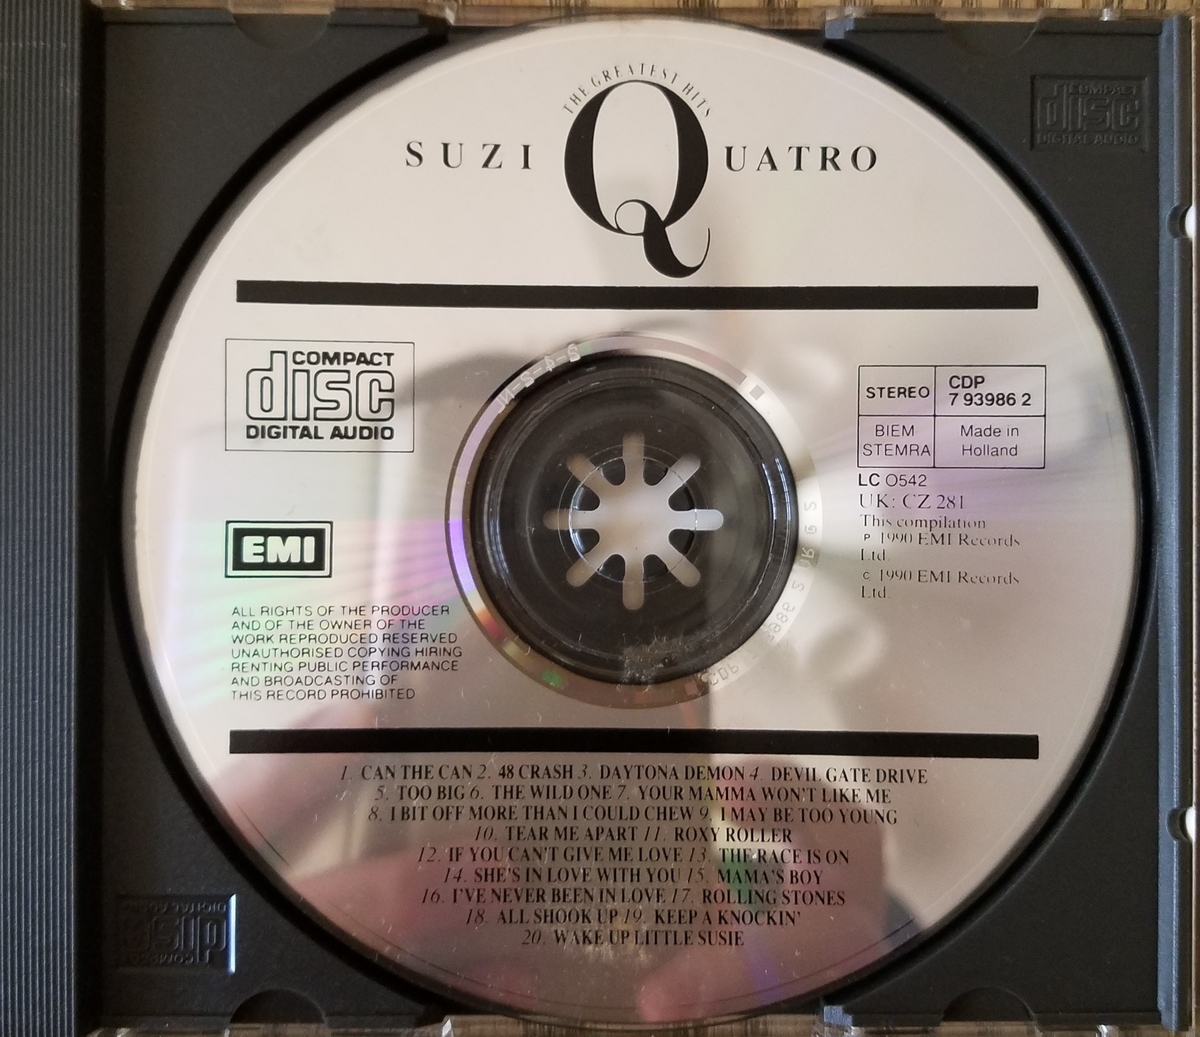 THE GREATEST HITS
SUZI QUATRO
COMPACT
disc
DIGITAL AUDIO
COMPACT
disc
DIGITAL AUDIO
STEREO
CDP
7 93986 2
BIEM
STEMRA
Made in
Holland
LC 0542
UK: CZ 281
This compilation
℗ 1990 EMI Records
Ltd.
© 1990 EMI Records
Ltd.
EMI
ALL RIGHTS OF THE PRODUCER
AND OF THE OWNER OF THE
WORK REPRODUCED RESERVED
UNAUTHORISED COPYING HIRING
RENTING PUBLIC PERFORMANCE
AND BROADCASTING OF
THIS RECORD PROHIBITED
1. CAN THE CAN 2. 48 CRASH 3. DAYTONA DEMON 4. DEVIL GATE DRIVE
5. TOO BIG 6. THE WILD ONE 7. YOUR MAMMA WON'T LIKE ME
8. I BIT OFF MORE THAN I COULD CHEW 9. I MAY BE TOO YOUNG
10. TEAR ME APART 11. ROXY ROLLER
12. IF YOU CAN'T GIVE ME LOVE 13. THE RACE IS ON
14. SHE'S IN LOVE WITH YOU 15. MAMA'S BOY
16. I'VE NEVER BEEN IN LOVE 17. ROLLING STONES
18. ALL SHOOK UP 19. KEEP A KNOCKIN'
20. WAKE UP LITTLE SUSIE
COMPACT
disc
DIGITAL AUDIO